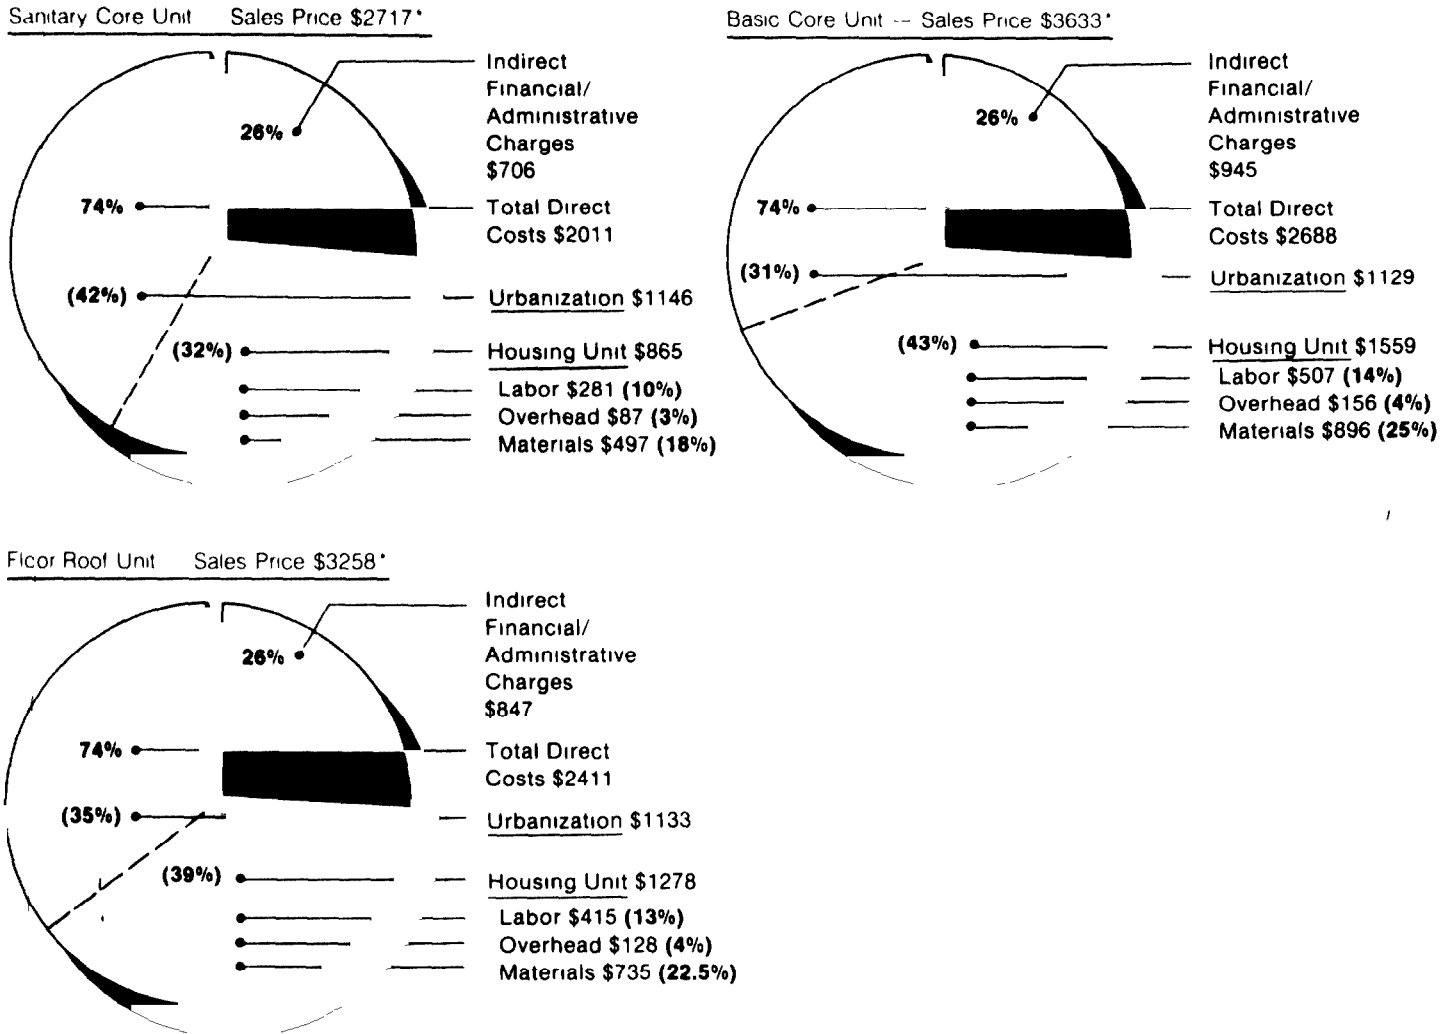 Sanitary Core Unit Sales Price $2717*
Indirect
Financial/
Administrative
Charges
$706
26%
74%
Total Direct
Costs $2011
(42%)
Urbanization $1146
(32%)
Housing Unit $865
Labor $281 (10%)
Overhead $87 (3%)
Materials $497 (18%)
Basic Core Unit -- Sales Price $3633*
Indirect
Financial/
Administrative
Charges
$945
26%
74%
Total Direct
Costs $2688
(31%)
Urbanization $1129
(43%)
Housing Unit $1559
Labor $507 (14%)
Overhead $156 (4%)
Materials $896 (25%)
Floor Roof Unit Sales Price $3258*
Indirect
Financial/
Administrative
Charges
$847
26%
74%
Total Direct
Costs $2411
(35%)
Urbanization $1133
(39%)
Housing Unit $1278
Labor $415 (13%)
Overhead $128 (4%)
Materials $735 (22.5%)